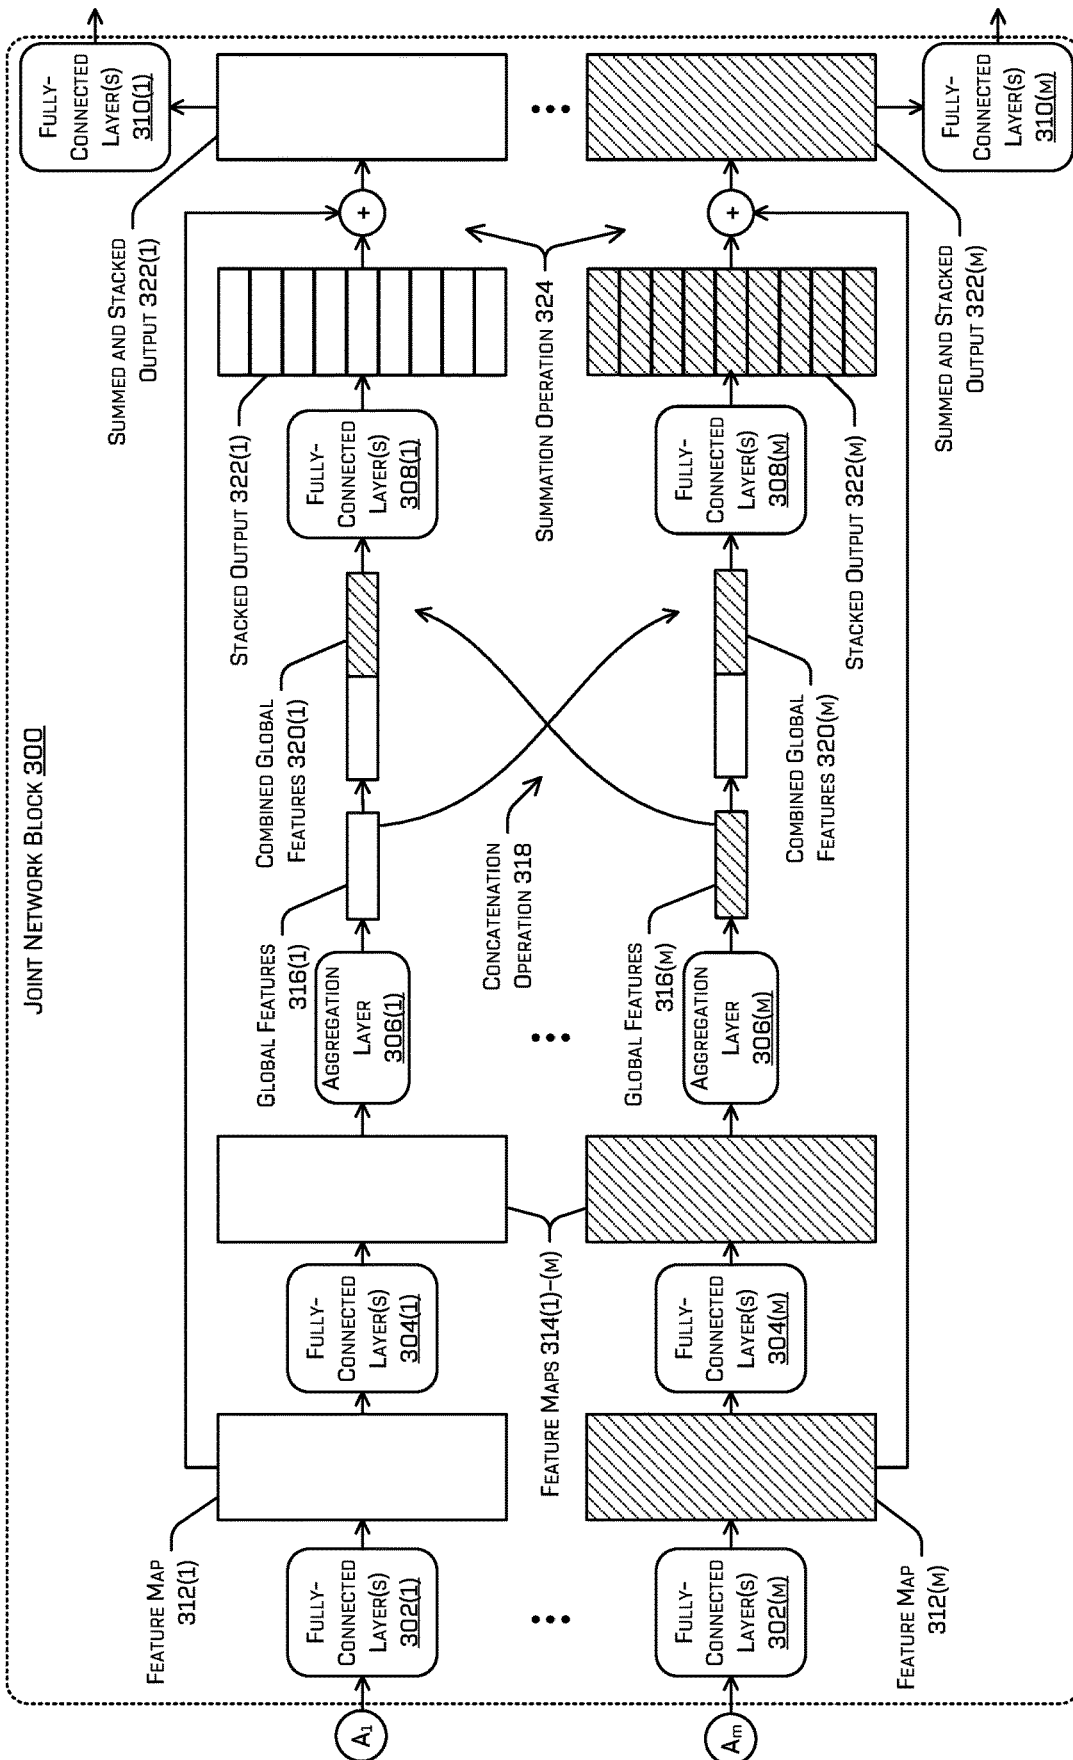 JOINT NETWORK BLOCK 300
A1
FULLY-
CONNECTED
LAYER(S)
302(1)
FEATURE MAP
312(1)
FULLY-
CONNECTED
LAYER(S)
304(1)
AGGREGATION
LAYER
306(1)
GLOBAL FEATURES
316(1)
COMBINED GLOBAL
FEATURES 320(1)
FULLY-
CONNECTED
LAYER(S)
308(1)
STACKED OUTPUT 322(1)
+
SUMMED AND STACKED
OUTPUT 322(1)
FULLY-
CONNECTED
LAYER(S)
310(1)
FEATURE MAPS 314(1)-(M)
CONCATENATION
OPERATION 318
SUMMATION OPERATION 324
Am
FULLY-
CONNECTED
LAYER(S)
302(M)
FEATURE MAP
312(M)
FULLY-
CONNECTED
LAYER(S)
304(M)
AGGREGATION
LAYER
306(M)
GLOBAL FEATURES
316(M)
COMBINED GLOBAL
FEATURES 320(M)
FULLY-
CONNECTED
LAYER(S)
308(M)
STACKED OUTPUT 322(M)
+
SUMMED AND STACKED
OUTPUT 322(M)
FULLY-
CONNECTED
LAYER(S)
310(M)